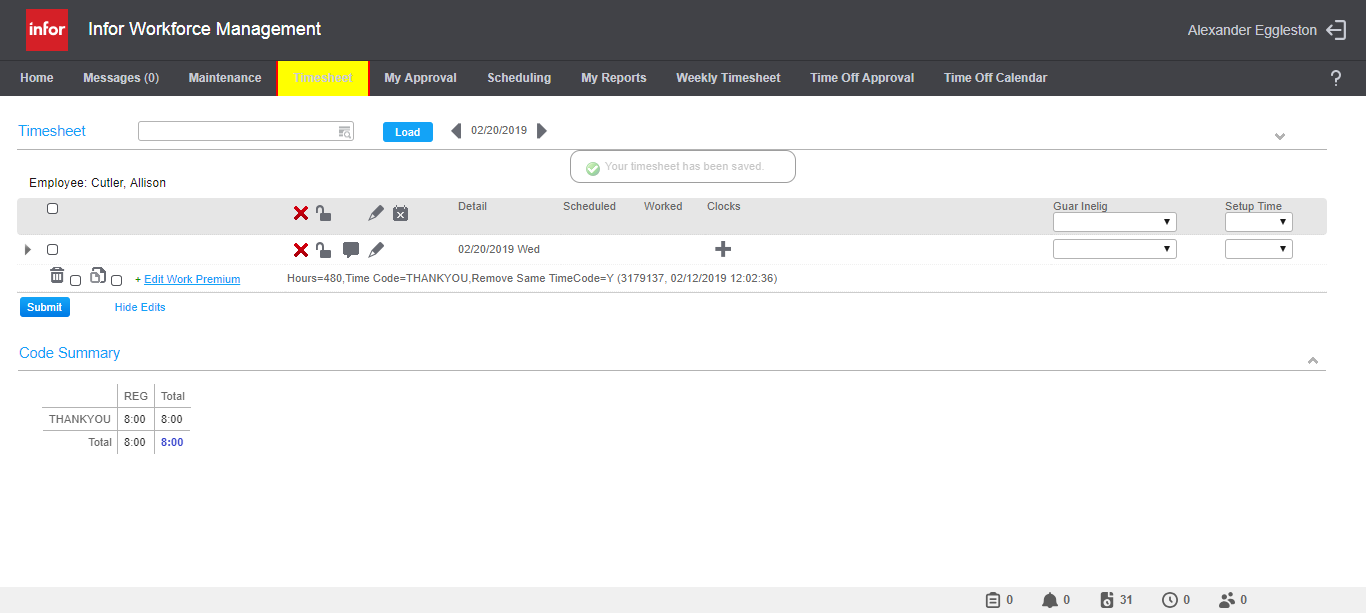 infor Infor Workforce Management Alexander Eggleston
Home Messages (0) Maintenance Timesheet My Approval Scheduling My Reports Weekly Timesheet Time Off Approval Time Off Calendar ?
Timesheet Load 02/20/2019
Your timesheet has been saved.
Employee: Cutler, Allison
Detail Scheduled Worked Clocks Guar Inelig Setup Time
02/20/2019 Wed
+ Edit Work Premium Hours=480,Time Code=THANKYOU,Remove Same TimeCode=Y (3179137, 02/12/2019 12:02:36)
Submit Hide Edits
Code Summary
REG Total
THANKYOU 8:00 8:00
Total 8:00 8:00
0 0 31 0 0